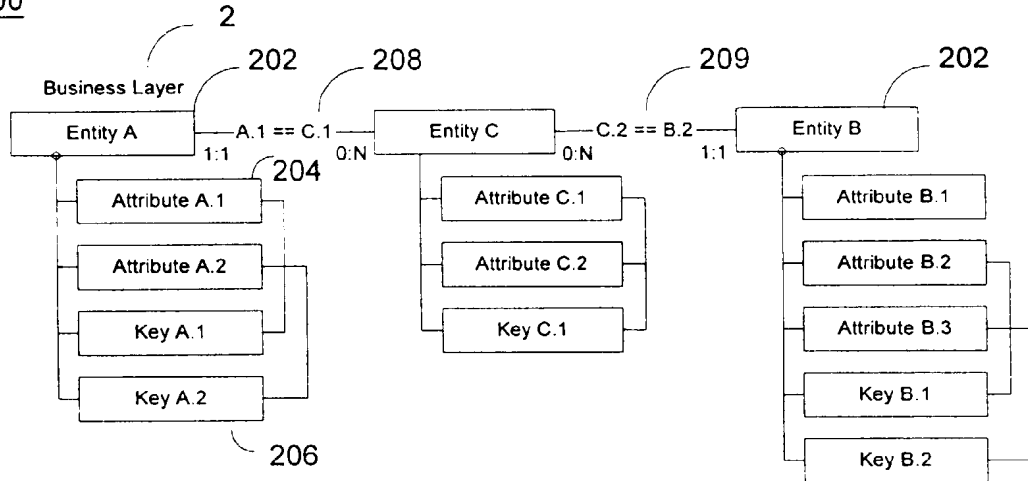 00
2
202 208 209 202
Business Layer
Entity A A.1 == C.1 Entity C C.2 == B.2 Entity B
1:1 0:N 0:N 1:1
204
Attribute A.1 Attribute C.1 Attribute B.1
Attribute A.2 Attribute C.2 Attribute B.2
Key A.1 Key C.1 Attribute B.3
Key A.2 Key B.1
206 Key B.2